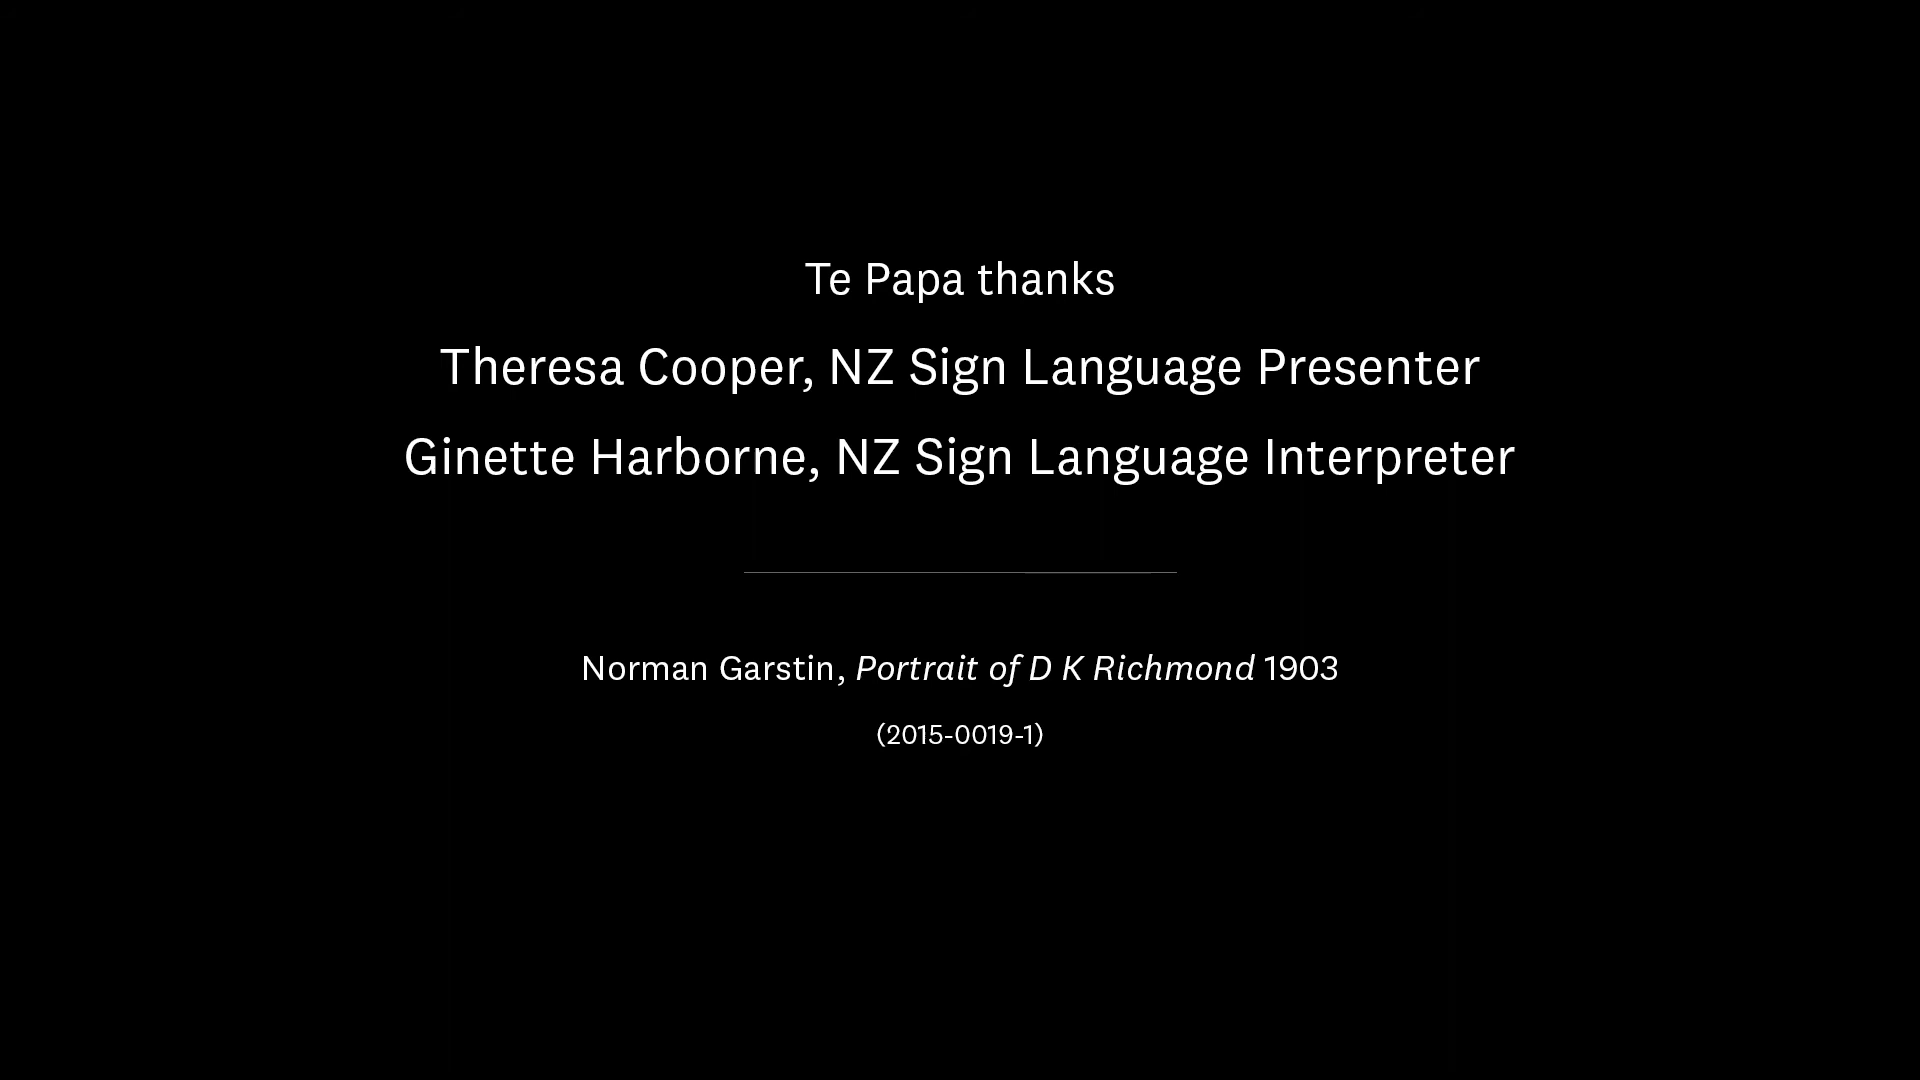 Te Papa thanks
Theresa Cooper, NZ Sign Language Presenter
Ginette Harborne, NZ Sign Language Interpreter
Norman Garstin, Portrait of D K Richmond 1903
(2015-0019-1)